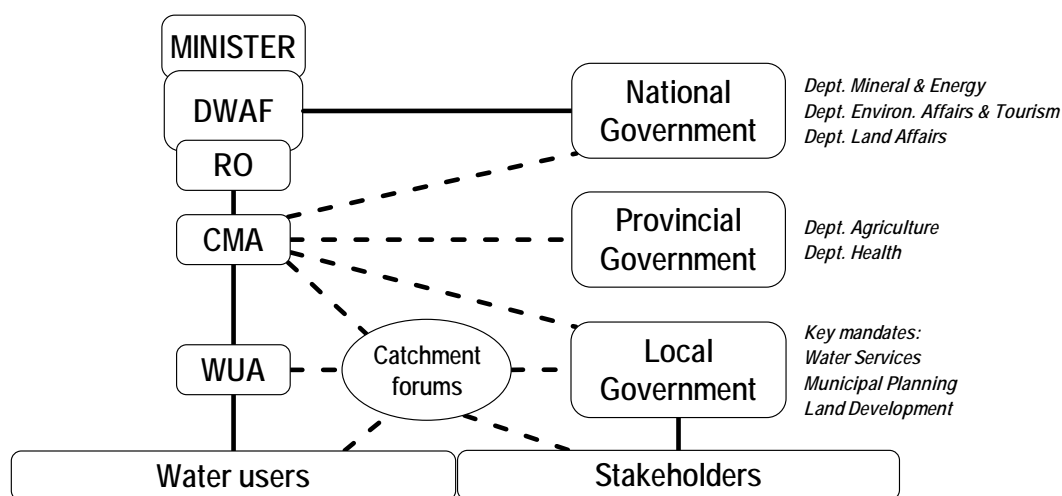 MINISTER
DWAF
RO
CMA
WUA
Water users
Catchment
forums
National
Government
Dept. Mineral & Energy
Dept. Environ. Affairs & Tourism
Dept. Land Affairs
Provincial
Government
Dept. Agriculture
Dept. Health
Local
Government
Key mandates:
Water Services
Municipal Planning
Land Development
Stakeholders